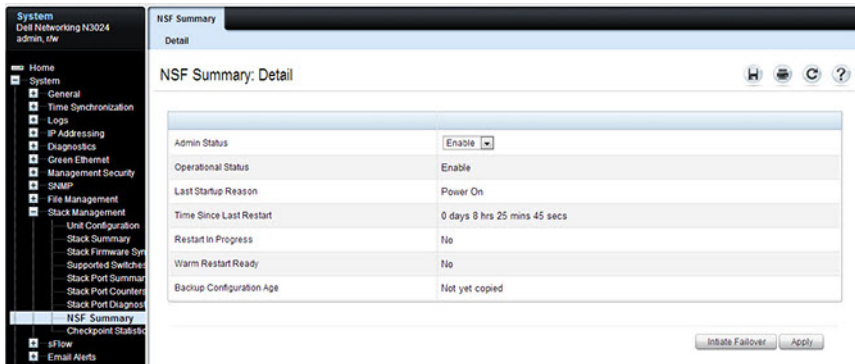 System
Dell Networking N3024
admin, r/w
NSF Summary
Detail
Home
System
General
Time Synchronization
Logs
IP Addressing
Diagnostics
Green Ethernet
Management Security
SNMP
File Management
Stack Management
Unit Configuration
Stack Summary
Stack Firmware Syn
Supported Switches
Stack Port Summar
Stack Port Counters
Stack Port Diagnost
NSF Summary
Checkpoint Statistic
sFlow
Email Alerts
NSF Summary: Detail
?
Admin Status Enable
Operational Status Enable
Last Startup Reason Power On
Time Since Last Restart 0 days 8 hrs 25 mins 45 secs
Restart In Progress No
Warm Restart Ready No
Backup Configuration Age Not yet copied
Initiate Failover Apply